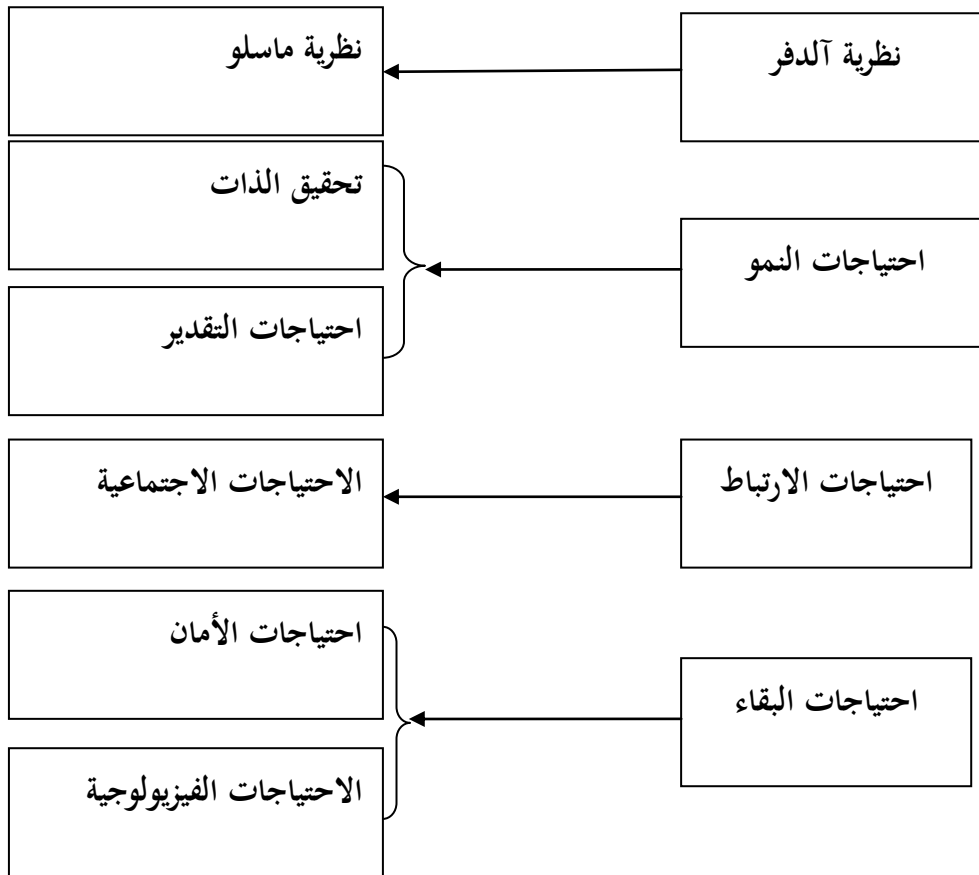 نظرية آلدفر
نظرية ماسلو
احتياجات النمو
تحقيق الذات
احتياجات التقدير
احتياجات الارتباط
الاحتياجات الاجتماعية
احتياجات البقاء
احتياجات الأمان
الاحتياجات الفيزيولوجية